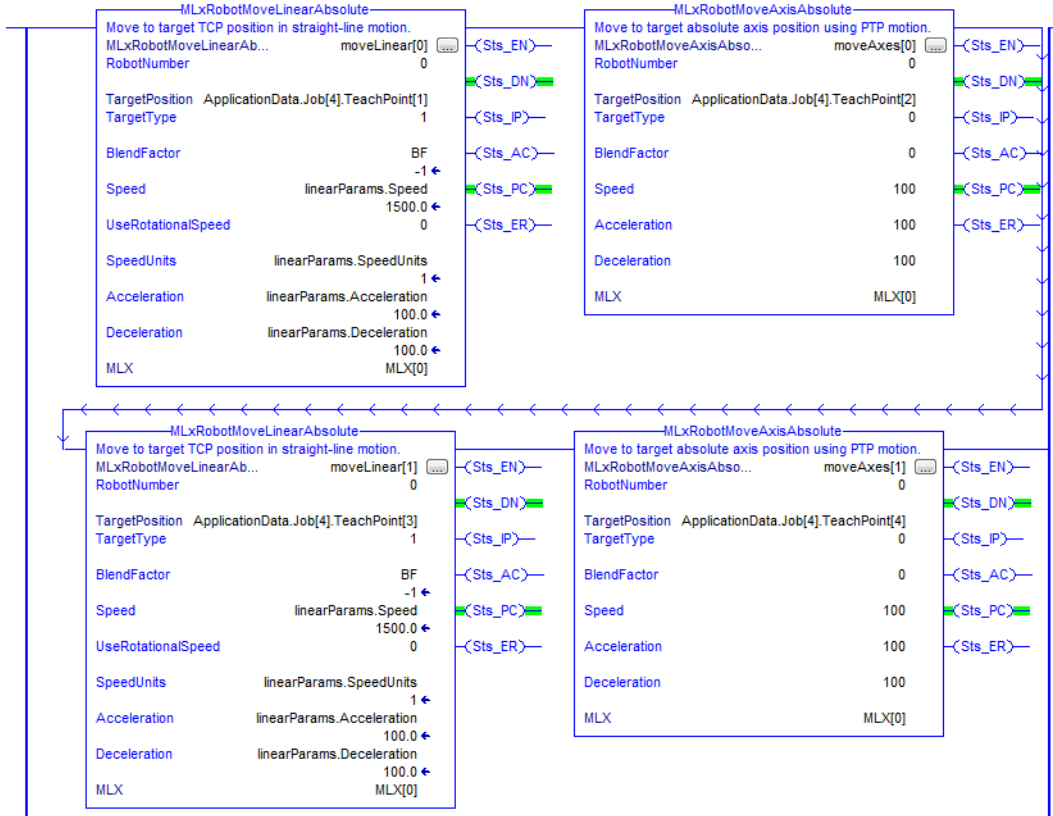 MLxRobotMoveLinearAbsolute
Move to target TCP position in straight-line motion.
MLxRobotMoveLinearAb... moveLinear[0] ...
RobotNumber 0
TargetPosition ApplicationData.Job[4].TeachPoint[1]
TargetType 1
BlendFactor BF
-1
Speed linearParams.Speed
1500.0
UseRotationalSpeed 0
SpeedUnits linearParams.SpeedUnits
1
Acceleration linearParams.Acceleration
100.0
Deceleration linearParams.Deceleration
100.0
MLX MLX[0]
(Sts_EN)
(Sts_DN)
(Sts_IP)
(Sts_AC)
(Sts_PC)
(Sts_ER)
MLxRobotMoveAxisAbsolute
Move to target absolute axis position using PTP motion.
MLxRobotMoveAxisAbso... moveAxes[0] ...
RobotNumber 0
TargetPosition ApplicationData.Job[4].TeachPoint[2]
TargetType 0
BlendFactor 0
Speed 100
Acceleration 100
Deceleration 100
MLX MLX[0]
(Sts_EN)
(Sts_DN)
(Sts_IP)
(Sts_AC)
(Sts_PC)
(Sts_ER)
MLxRobotMoveLinearAbsolute
Move to target TCP position in straight-line motion.
MLxRobotMoveLinearAb... moveLinear[1] ...
RobotNumber 0
TargetPosition ApplicationData.Job[4].TeachPoint[3]
TargetType 1
BlendFactor BF
-1
Speed linearParams.Speed
1500.0
UseRotationalSpeed 0
SpeedUnits linearParams.SpeedUnits
1
Acceleration linearParams.Acceleration
100.0
Deceleration linearParams.Deceleration
100.0
MLX MLX[0]
(Sts_EN)
(Sts_DN)
(Sts_IP)
(Sts_AC)
(Sts_PC)
(Sts_ER)
MLxRobotMoveAxisAbsolute
Move to target absolute axis position using PTP motion.
MLxRobotMoveAxisAbso... moveAxes[1] ...
RobotNumber 0
TargetPosition ApplicationData.Job[4].TeachPoint[4]
TargetType 0
BlendFactor 0
Speed 100
Acceleration 100
Deceleration 100
MLX MLX[0]
(Sts_EN)
(Sts_DN)
(Sts_IP)
(Sts_AC)
(Sts_PC)
(Sts_ER)